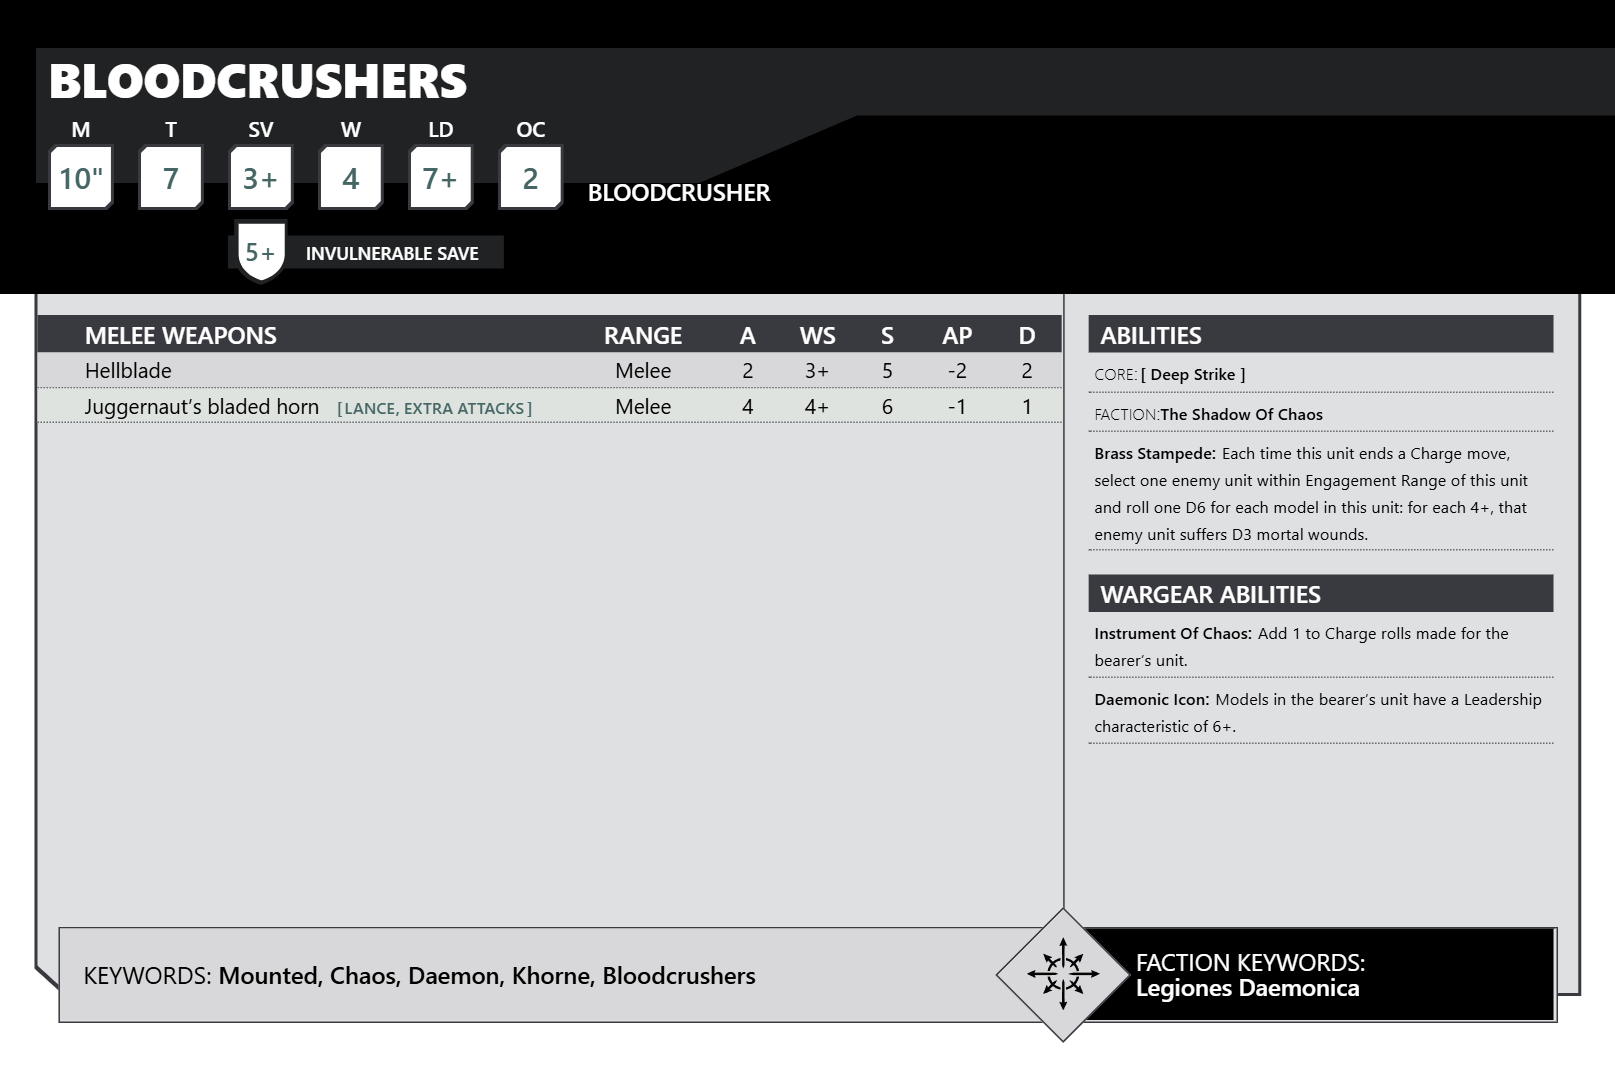 BLOODCRUSHERS
M T SV W LD OC
10" 7 3+ 4 7+ 2 BLOODCRUSHER
5+ INVULNERABLE SAVE
MELEE WEAPONS RANGE A WS S AP D
Hellblade Melee 2 3+ 5 -2 2
Juggernaut’s bladed horn [LANCE, EXTRA ATTACKS] Melee 4 4+ 6 -1 1
ABILITIES
CORE: [ Deep Strike ]
FACTION:The Shadow Of Chaos
Brass Stampede: Each time this unit ends a Charge move,
select one enemy unit within Engagement Range of this unit
and roll one D6 for each model in this unit: for each 4+, that
enemy unit suffers D3 mortal wounds.
WARGEAR ABILITIES
Instrument Of Chaos: Add 1 to Charge rolls made for the
bearer’s unit.
Daemonic Icon: Models in the bearer’s unit have a Leadership
characteristic of 6+.
KEYWORDS: Mounted, Chaos, Daemon, Khorne, Bloodcrushers
FACTION KEYWORDS:
Legiones Daemonica